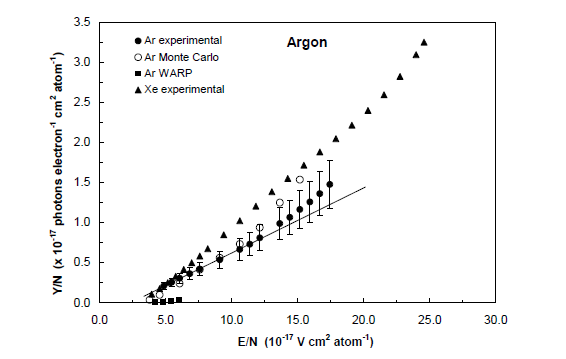 3.5
3.0
2.5
2.0
1.5
1.0
0.5
0.0
Y/N (x 10⁻¹⁷ photons electron⁻¹ cm² atom⁻¹)
Ar experimental
Ar Monte Carlo
Ar WARP
Xe experimental
Argon
0.0 5.0 10.0 15.0 20.0 25.0 30.0
E/N (10⁻¹⁷ V cm² atom⁻¹)